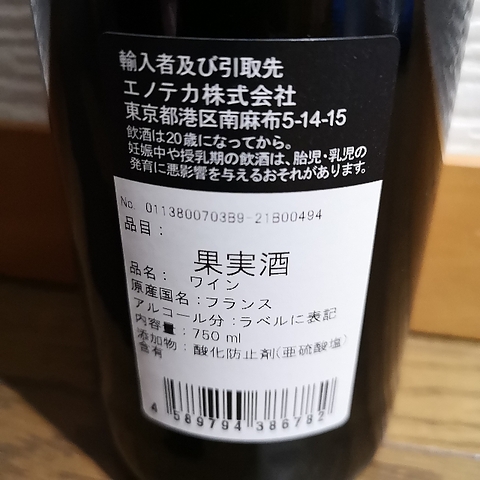 輸入者及び引取先
エノテカ株式会社
東京都港区南麻布5-14-15
飲酒は20歳になってから。
妊娠中や授乳期の飲酒は、胎児・乳児の
発育に悪影響を与えるおそれがあります。
No. 0113800703B9-21B00494
品目：
果実酒
品名： ワイン
原産国名：フランス
アルコール分：ラベルに表記
内容量：750 ml
添加物：酸化防止剤(亜硫酸塩)
含有
4589794386782